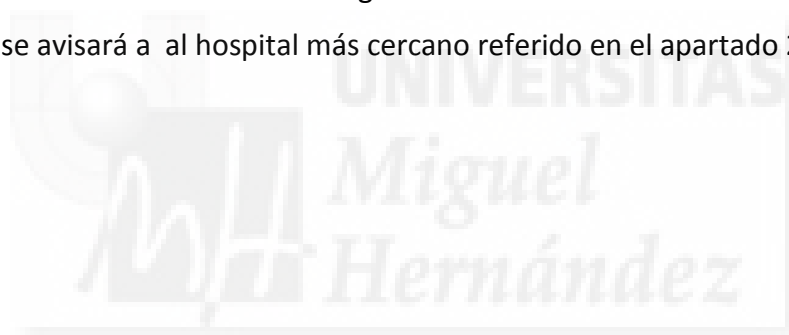 se avisará a  al hospital más cercano referido en el apartado
UNIVERSITAS
Miguel
Hernández